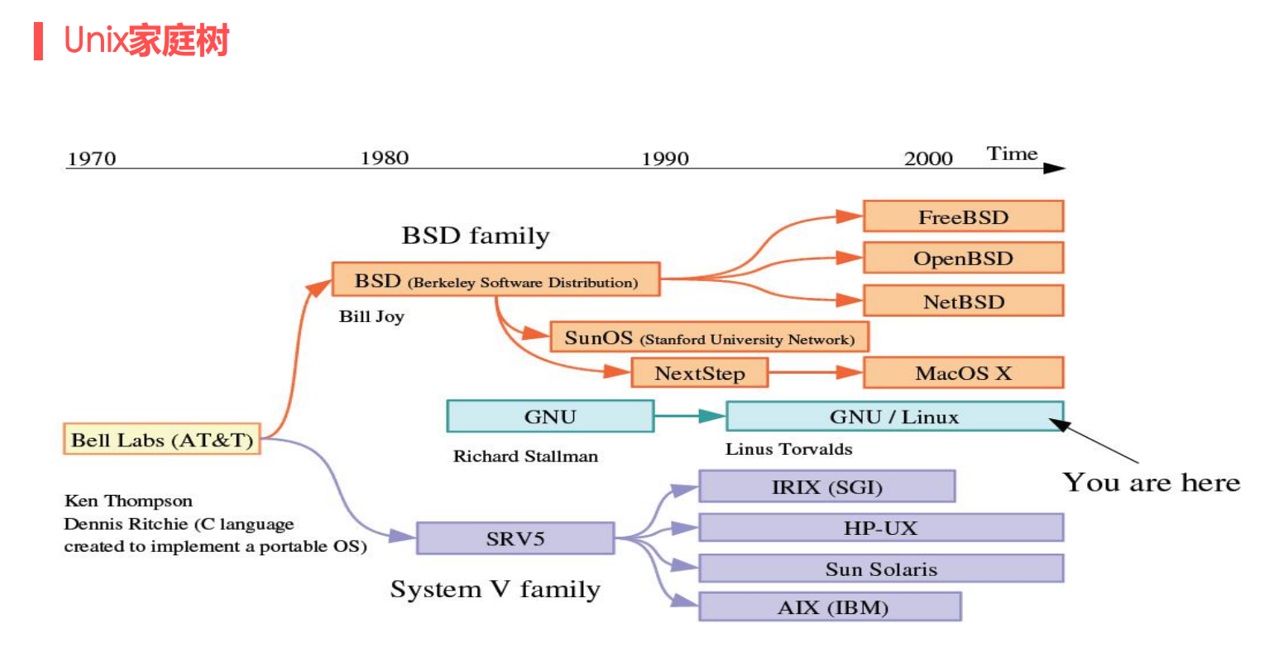 Unix家庭树
1970
1980
1990
2000
Time
BSD family
FreeBSD
OpenBSD
BSD (Berkeley Software Distribution)
NetBSD
Bill Joy
SunOS (Stanford University Network)
NextStep
MacOS X
GNU
GNU / Linux
Bell Labs (AT&T)
Richard Stallman
Linus Torvalds
You are here
IRIX (SGI)
Ken Thompson
Dennis Ritchie (C language
created to implement a portable OS)
SRV5
HP-UX
Sun Solaris
System V family
AIX (IBM)